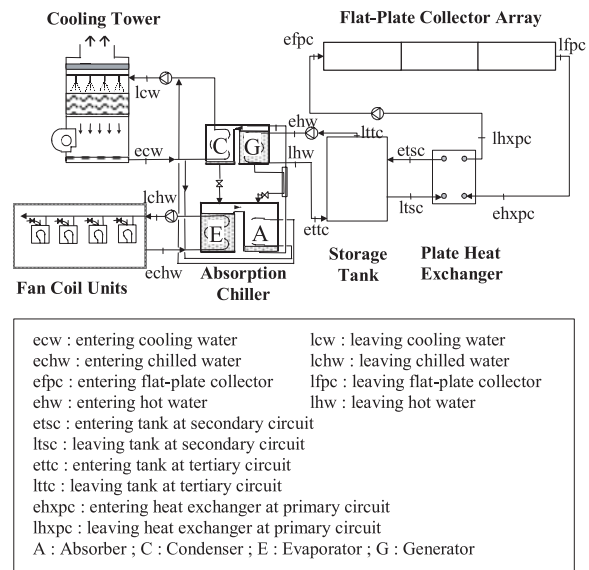 Cooling Tower
Flat-Plate Collector Array
efpc
lfpc
lcw
ehw
lttc
lhxpc
C
G
etsc
ecw
lhw
lchw
ltsc
ehxpc
E
A
ettc
echw
Storage
Tank
Plate Heat
Exchanger
Absorption
Chiller
Fan Coil Units
ecw : entering cooling water
lcw : leaving cooling water
echw : entering chilled water
lchw : leaving chilled water
efpc : entering flat-plate collector
lfpc : leaving flat-plate collector
ehw : entering hot water
lhw : leaving hot water
etsc : entering tank at secondary circuit
ltsc : leaving tank at secondary circuit
ettc : entering tank at tertiary circuit
lttc : leaving tank at tertiary circuit
ehxpc : entering heat exchanger at primary circuit
lhxpc : leaving heat exchanger at primary circuit
A : Absorber ; C : Condenser ; E : Evaporator ; G : Generator